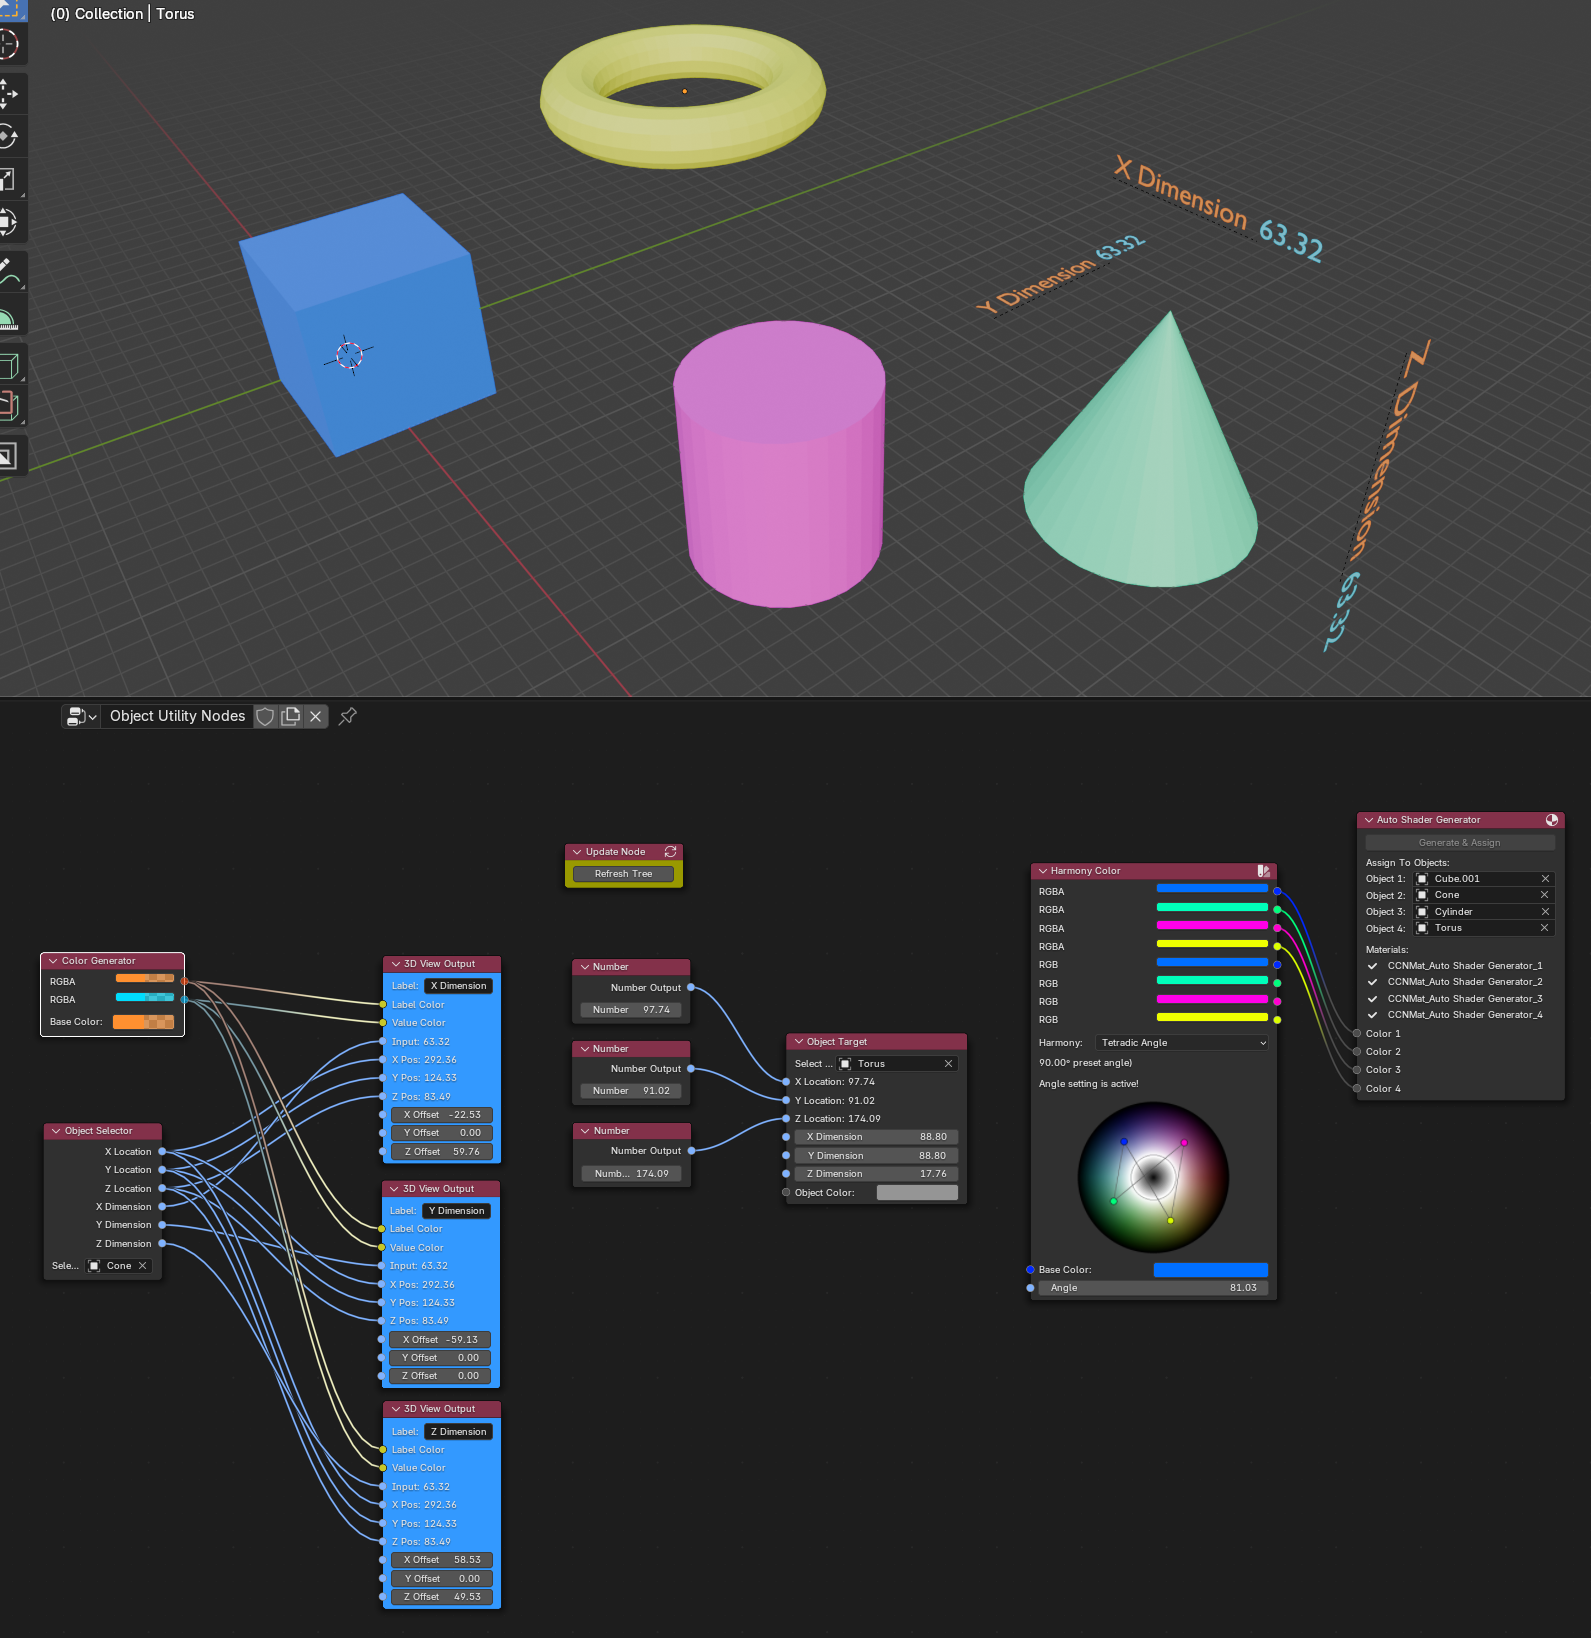 (0) Collection | Torus
X Dimension 63.32
Y Dimension 63.32
Z Dimension 63.32
Object Utility Nodes
Update Node
Refresh Tree
Color Generator
RGBA
RGBA
Base Color:
Object Selector
X Location
Y Location
Z Location
X Dimension
Y Dimension
Z Dimension
Sele... Cone
3D View Output
Label: X Dimension
Label Color
Value Color
Input: 63.32
X Pos: 292.36
Y Pos: 124.33
Z Pos: 83.49
X Offset -22.53
Y Offset 0.00
Z Offset 59.76
3D View Output
Label: Y Dimension
Label Color
Value Color
Input: 63.32
X Pos: 292.36
Y Pos: 124.33
Z Pos: 83.49
X Offset -59.13
Y Offset 0.00
Z Offset 0.00
3D View Output
Label: Z Dimension
Label Color
Value Color
Input: 63.32
X Pos: 292.36
Y Pos: 124.33
Z Pos: 83.49
X Offset 58.53
Y Offset 0.00
Z Offset 49.53
Number
Number Output
Number 97.74
Number
Number Output
Number 91.02
Number
Number Output
Numb... 174.09
Object Target
Select ... Torus
X Location: 97.74
Y Location: 91.02
Z Location: 174.09
X Dimension 88.80
Y Dimension 88.80
Z Dimension 17.76
Object Color:
Harmony Color
RGBA
RGBA
RGBA
RGBA
RGB
RGB
RGB
RGB
Harmony: Tetradic Angle
90.00° preset angle)
Angle setting is active!
Base Color:
Angle 81.03
Auto Shader Generator
Generate & Assign
Assign To Objects:
Object 1: Cube.001
Object 2: Cone
Object 3: Cylinder
Object 4: Torus
Materials:
CCNMat_Auto Shader Generator_1
CCNMat_Auto Shader Generator_2
CCNMat_Auto Shader Generator_3
CCNMat_Auto Shader Generator_4
Color 1
Color 2
Color 3
Color 4